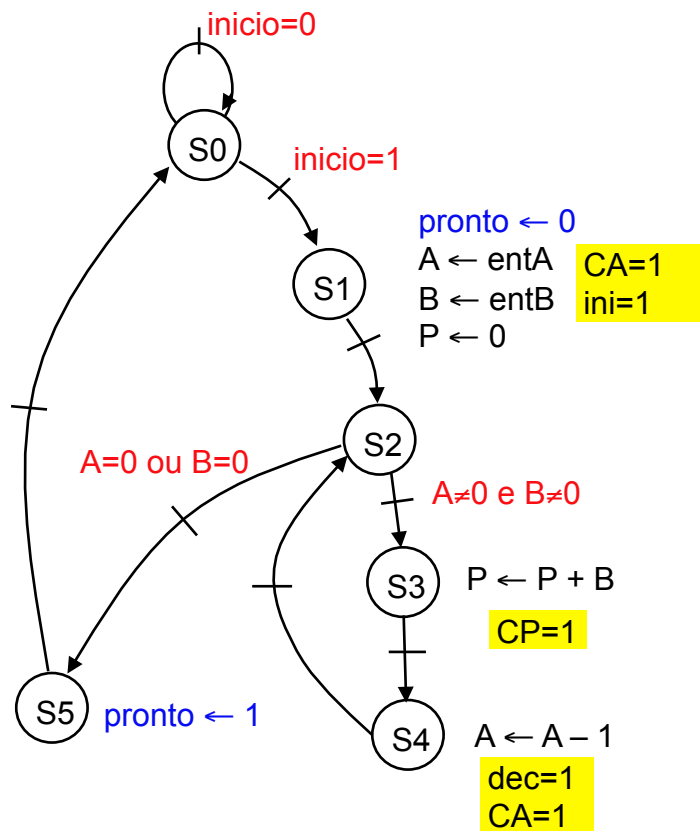 inicio=0
S0
inicio=1
pronto ← 0
A ← entA
CA=1
S1
B ← entB
ini=1
P ← 0
S2
A=0 ou B=0
A≠0 e B≠0
S3
P ← P + B
CP=1
S5
pronto ← 1
S4
A ← A – 1
dec=1
CA=1